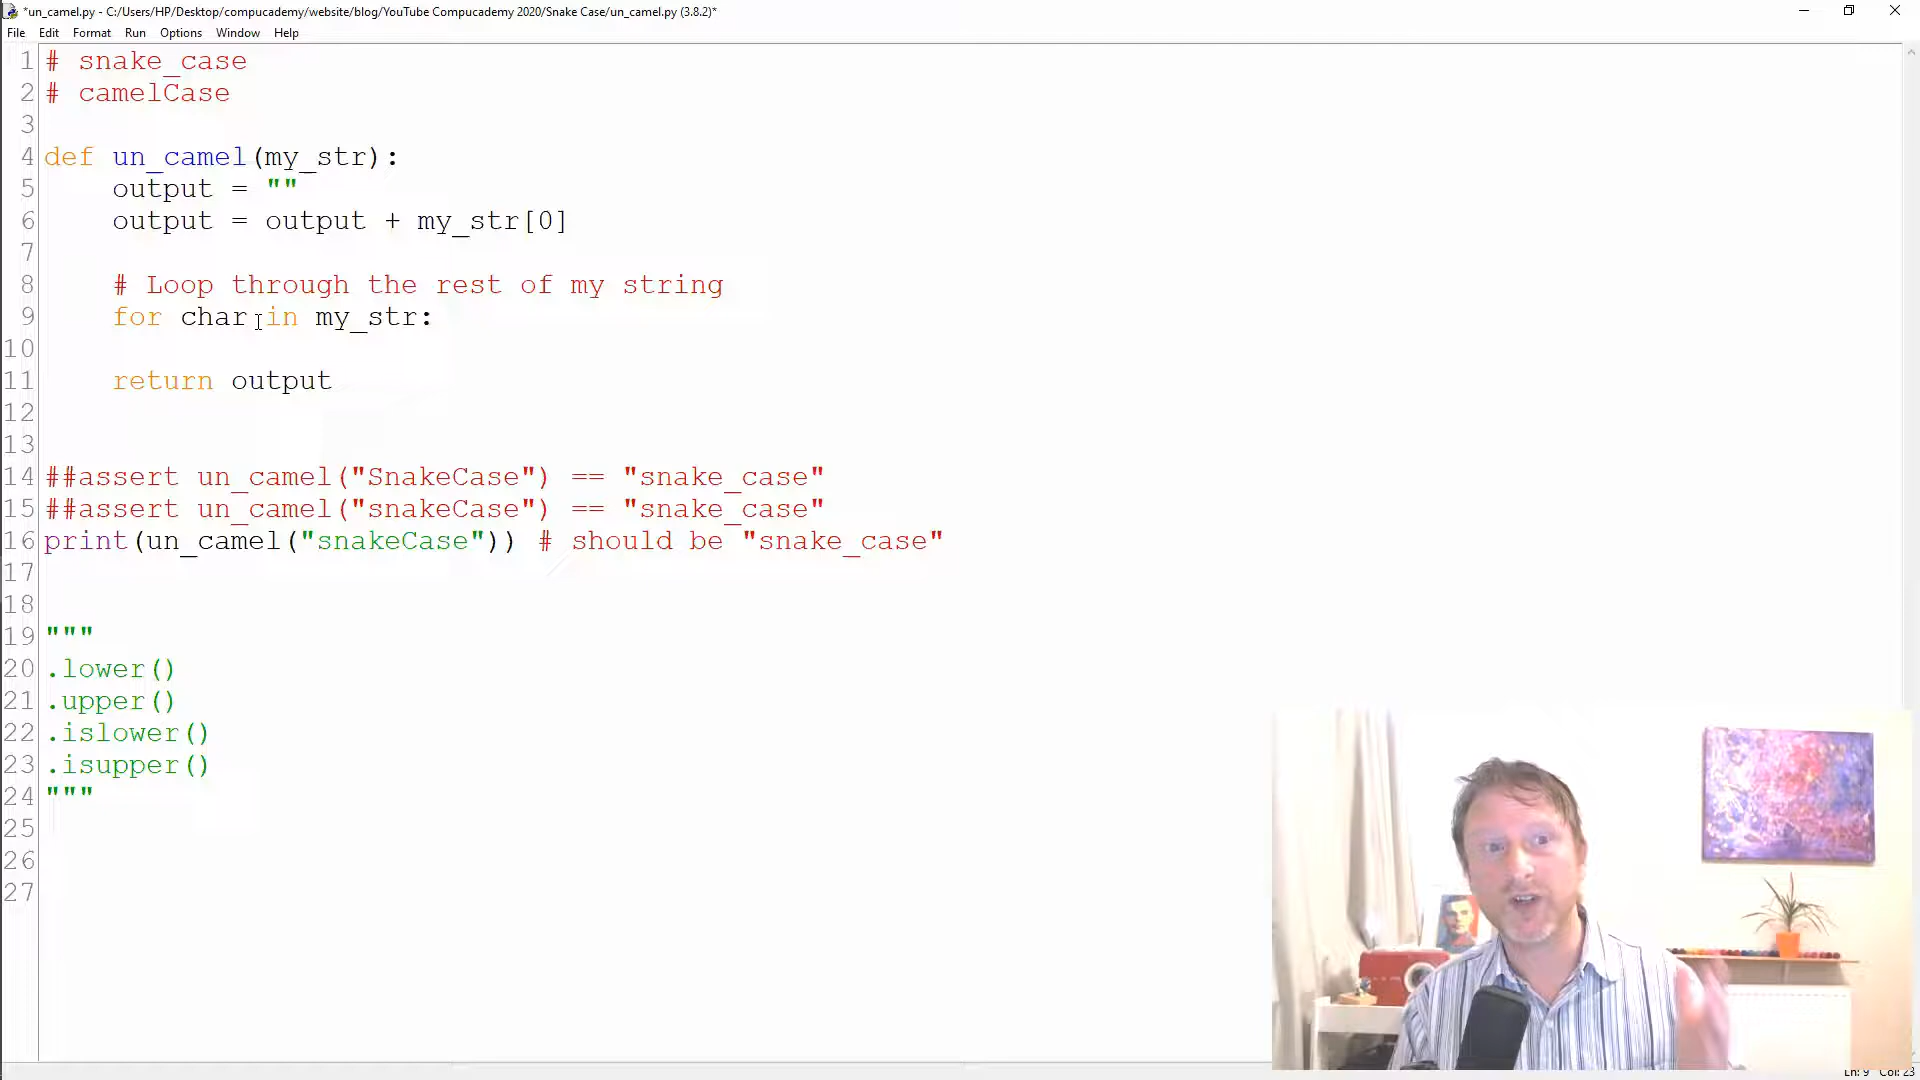 *un_camel.py - C:/Users/HP/Desktop/compucademy/website/blog/YouTube Compucademy 2020/Snake Case/un_camel.py (3.8.2)*
File Edit Format Run Options Window Help
1 # snake_case
2 # camelCase
3
4 def un_camel(my_str):
5     output = ""
6     output = output + my_str[0]
7
8     # Loop through the rest of my string
9     for char in my_str:
10
11     return output
12
13
14 ##assert un_camel("SnakeCase") == "snake_case"
15 ##assert un_camel("snakeCase") == "snake_case"
16 print(un_camel("snakeCase")) # should be "snake_case"
17
18
19 """
20 .lower()
21 .upper()
22 .islower()
23 .isupper()
24 """
25
26
27
Ln: 9 Col: 23